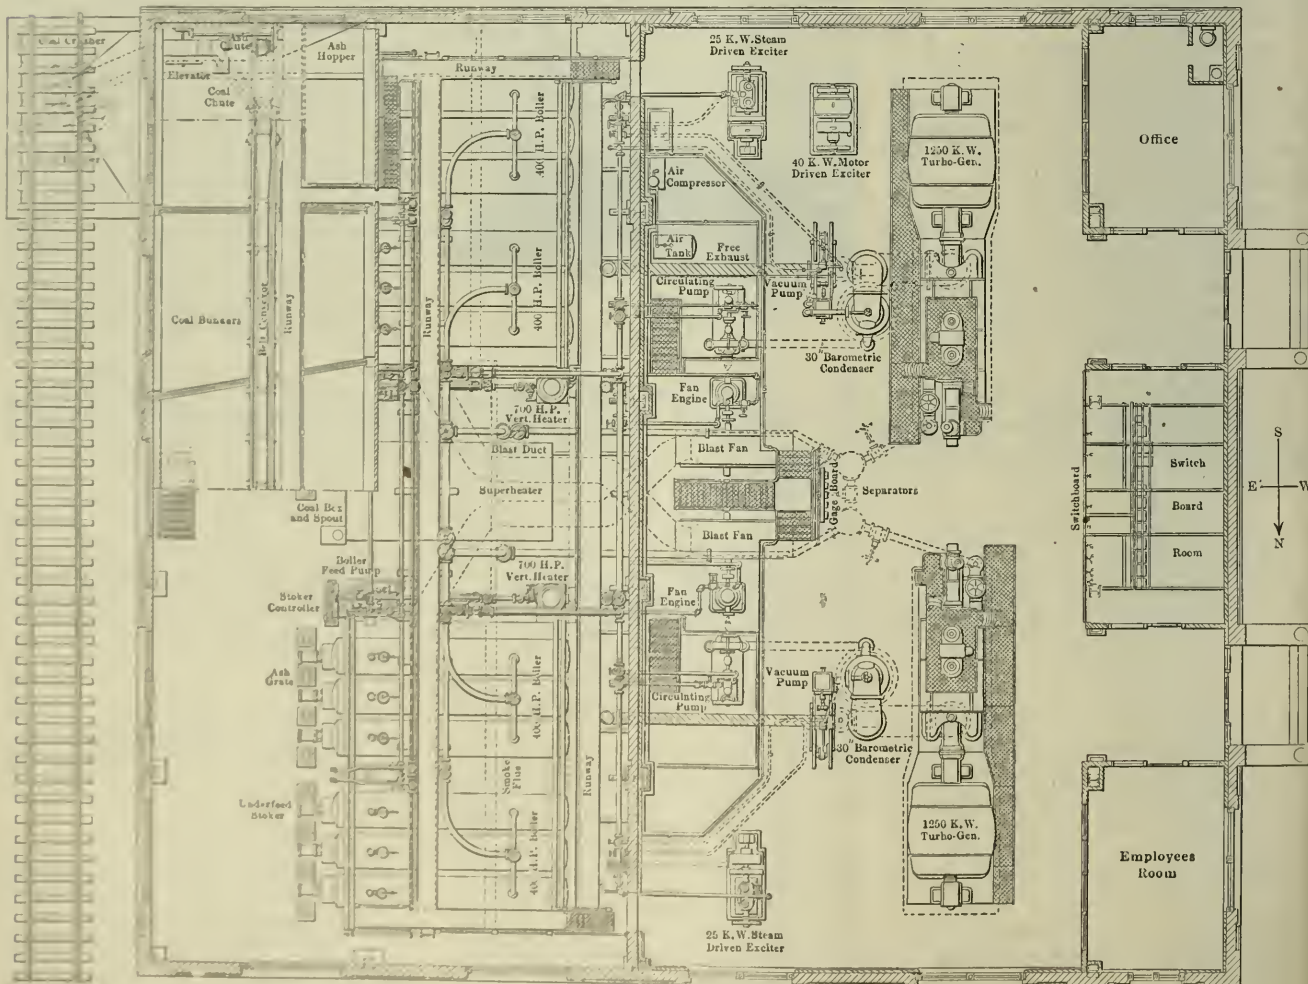 Coal Crusher
Ash
Chute
Ash
Hopper
Elevator
Coal
Chute
Runway
400 H.P. Boiler
25 K.W. Steam
Driven Exciter
40 K.W. Motor
Driven Exciter
1250 K.W.
Turbo-Gen.
Office
Air
Compressor
Air
Tank
Free
Exhaust
Circulating
Pump
Vacuum
Pump
400 H.P. Boiler
Runway
Coal Bunkers
Belt Conveyor
Runway
30" Barometric
Condenser
Fan
Engine
700 H.P.
Vert. Heater
Blast Duct
Blast Fan
Superheater
Gage Board
Separators
Switchboard
Switch
Board
Room
S
E
W
N
Coal Box
and Spout
Blast Fan
Boiler
Feed Pump
700 H.P.
Vert. Heater
Stoker
Controller
Fan
Engine
Ash
Grate
400 H.P. Boiler
Circulating
Pump
Vacuum
Pump
30" Barometric
Condenser
Smoke
Flue
Runway
Underfeed
Stoker
400 H.P. Boiler
1250 K.W.
Turbo-Gen.
Employees
Room
25 K.W. Steam
Driven Exciter